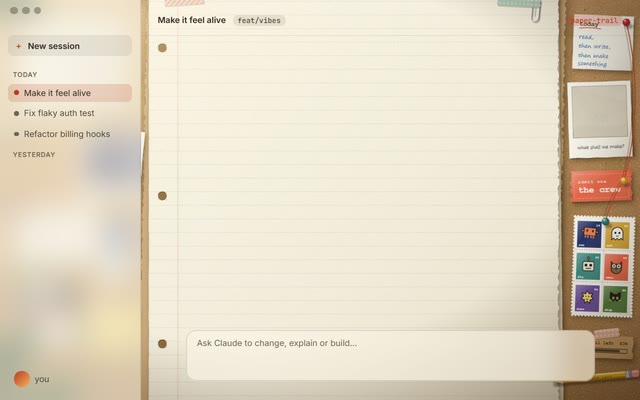 New session
TODAY
Make it feel alive
Fix flaky auth test
Refactor billing hooks
YESTERDAY
you
Make it feel alive
feat/vibes
Ask Claude to change, explain or build...
paper-trail
today
read,
then write,
then make
something
what shall we make?
the crew